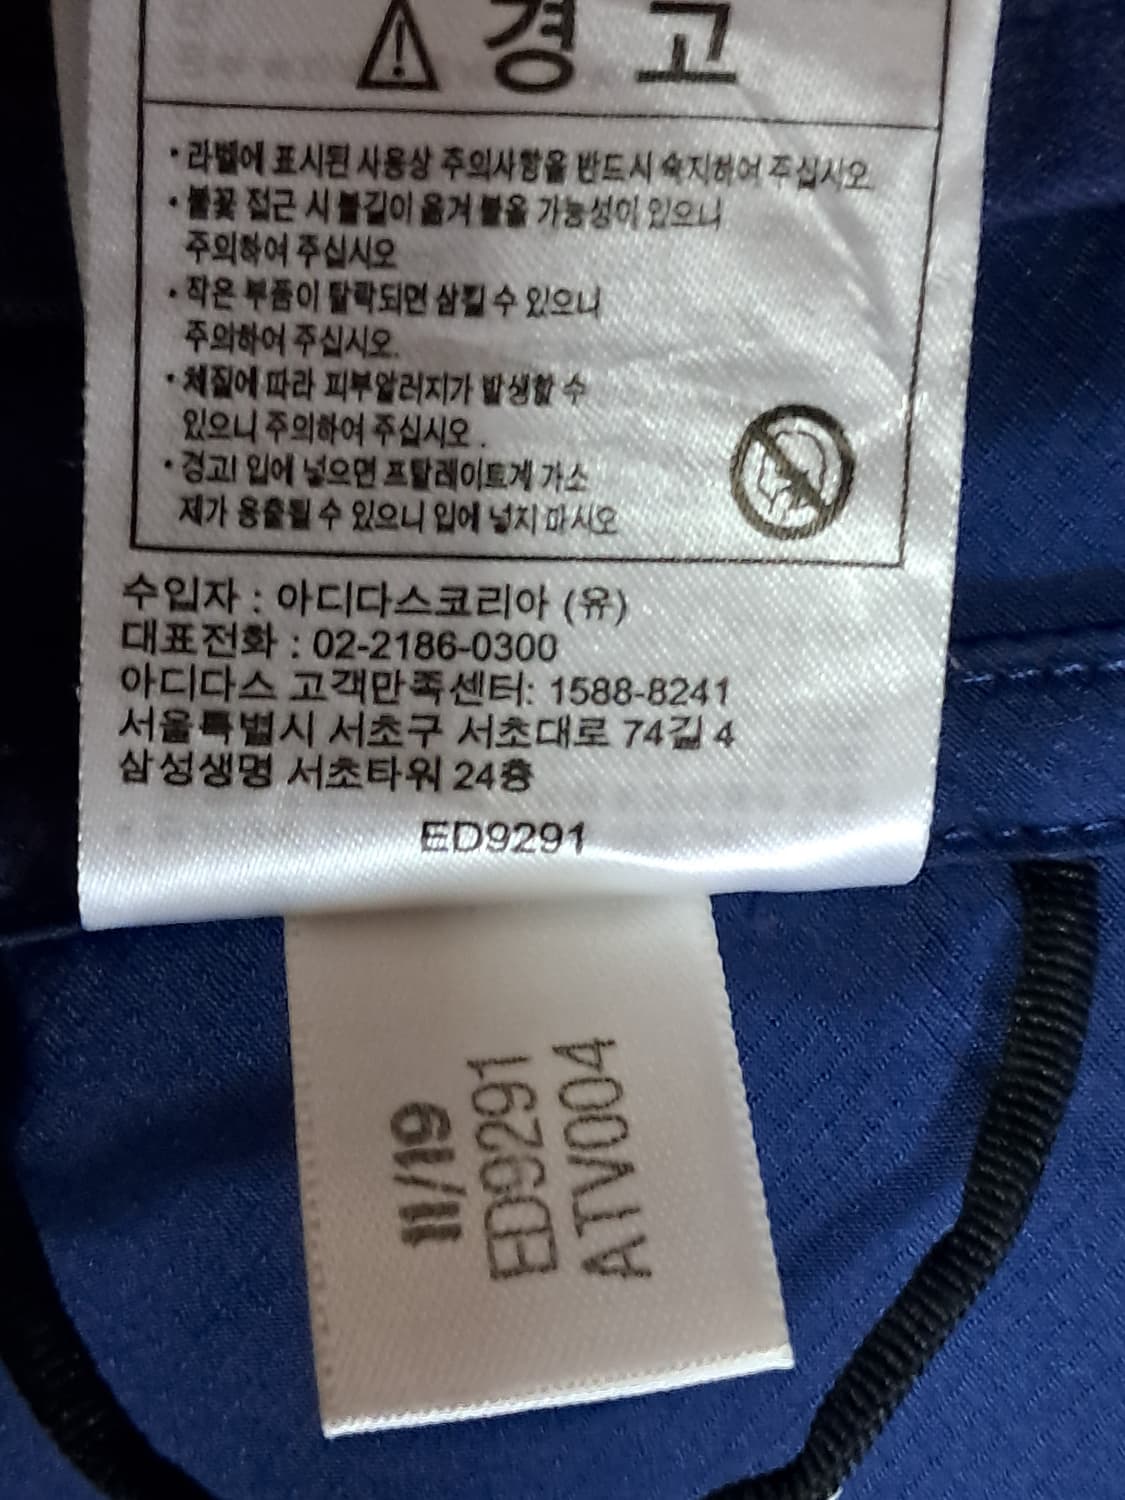 경 고
• 라벨에 표시된 사용상 주의사항을 반드시 숙지하여 주십시오.
• 불꽃 접근 시 불길이 옮겨 붙을 가능성이 있으니
주의하여 주십시오
• 작은 부품이 탈락되면 삼킬 수 있으니
주의하여 주십시오.
• 체질에 따라 피부알러지가 발생할 수
있으니 주의하여 주십시오 .
• 경고! 입에 넣으면 프탈레이트계 가소
제가 용출될 수 있으니 입에 넣지 마시오
수입자 : 아디다스코리아 (유)
대표전화 : 02-2186-0300
아디다스 고객만족센터: 1588-8241
서울특별시 서초구 서초대로 74길 4
삼성생명 서초타워 24층
ED9291
11/19
ED9291
ATV004